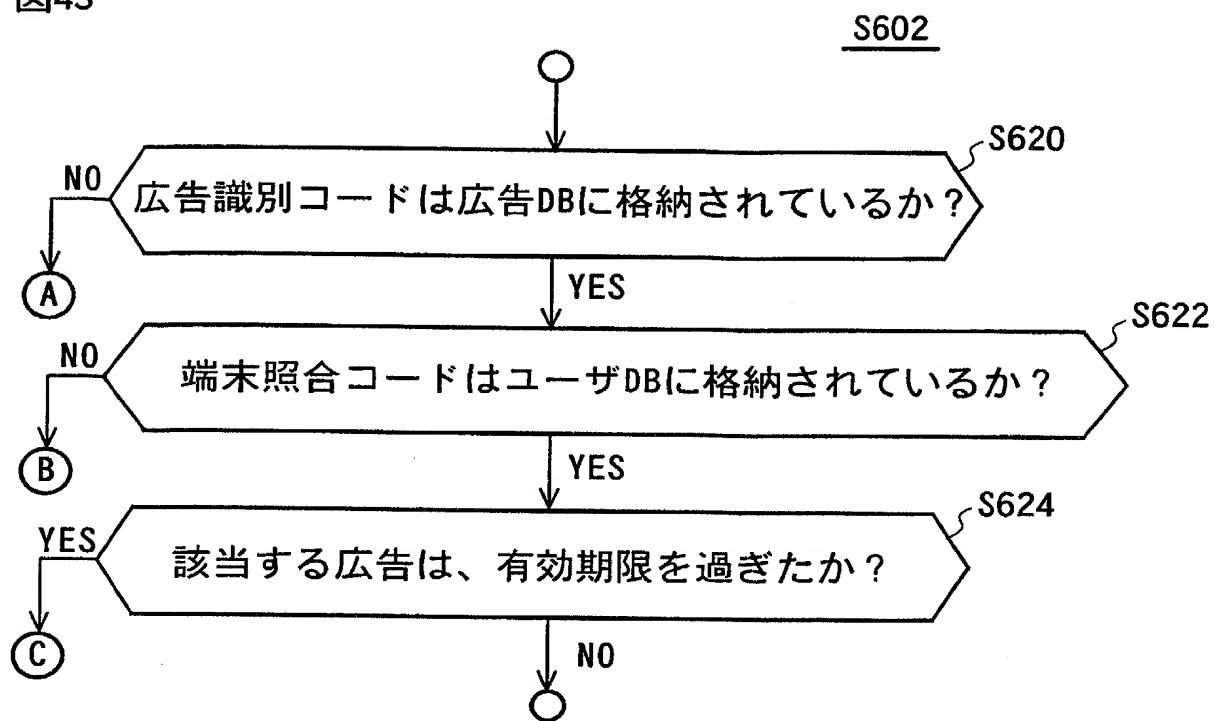 図43
S602
S620
NO
広告識別コードは広告DBに格納されているか?
A
YES
S622
NO
端末照合コードはユーザDBに格納されているか?
B
YES
S624
YES
該当する広告は、有効期限を過ぎたか?
C
NO